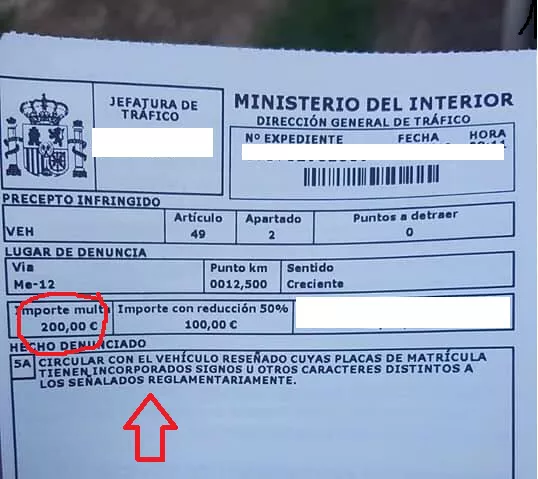 JEFATURA DE
TRÁFICO
MINISTERIO DEL INTERIOR
DIRECCIÓN GENERAL DE TRÁFICO
Nº EXPEDIENTE FECHA HORA
PRECEPTO INFRINGIDO
VEH Artículo Apartado Puntos a detraer
49 2 0
LUGAR DE DENUNCIA
Vía Punto km Sentido
Me-12 0012,500 Creciente
Importe multa Importe con reducción 50%
200,00 € 100,00 €
HECHO DENUNCIADO
5A CIRCULAR CON EL VEHÍCULO RESEÑADO CUYAS PLACAS DE MATRÍCULA
TIENEN INCORPORADOS SIGNOS U OTROS CARACTERES DISTINTOS A
LOS SEÑALADOS REGLAMENTARIAMENTE.